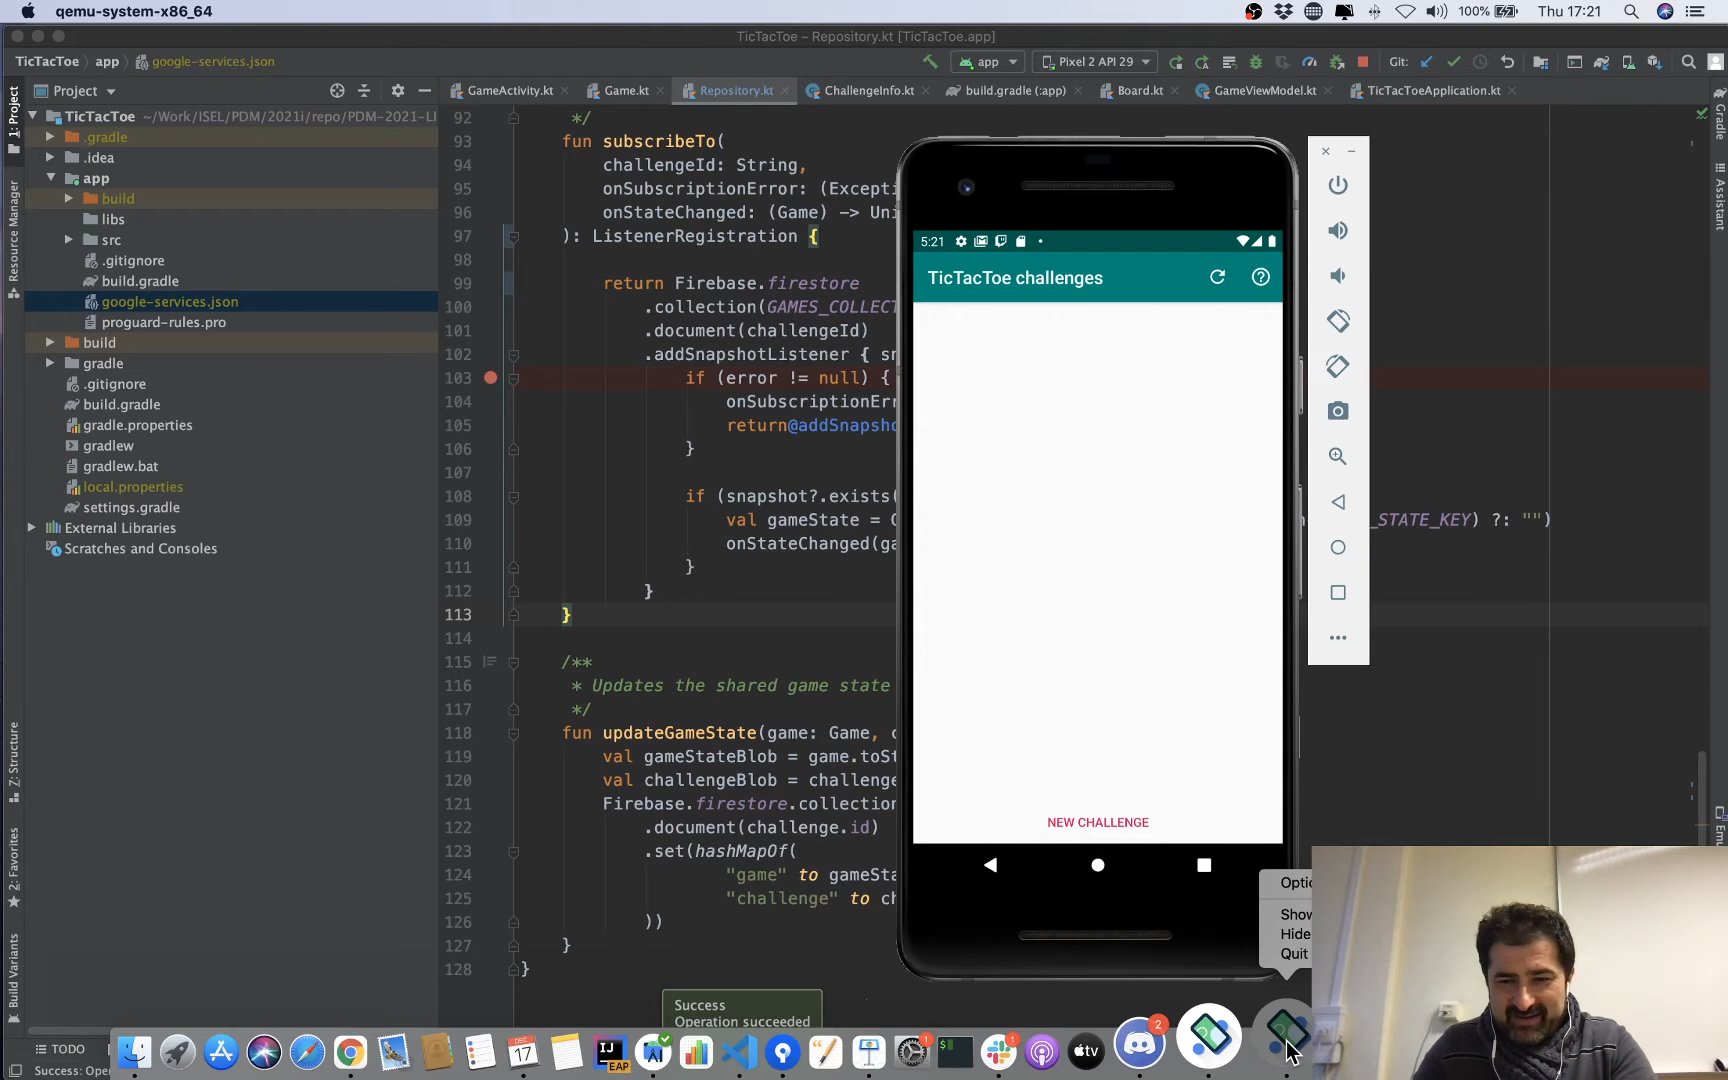 qemu-system-x86_64
100%
Thu 17:21
TicTacToe – Repository.kt [TicTacToe.app]
TicTacToe
app
google-services.json
app
Pixel 2 API 29
Git:
Project
GameActivity.kt
Game.kt
Repository.kt
ChallengeInfo.kt
build.gradle (:app)
Board.kt
GameViewModel.kt
TicTacToeApplication.kt
1: Project
Resource Manager
Z: Structure
2: Favorites
Build Variants
Gradle
Assistant
Emu
TicTacToe ~/Work/ISEL/PDM/2021i/repo/PDM-2021-LI
.gradle
.idea
app
build
libs
src
.gitignore
build.gradle
google-services.json
proguard-rules.pro
build
gradle
.gitignore
build.gradle
gradle.properties
gradlew
gradlew.bat
local.properties
settings.gradle
External Libraries
Scratches and Consoles
92 */
93 fun subscribeTo(
94 challengeId: String,
95 onSubscriptionError: (Excepti
96 onStateChanged: (Game) -> Uni
97 ): ListenerRegistration {
98
99 return Firebase.firestore
100 .collection(GAMES_COLLECT
101 .document(challengeId)
102 .addSnapshotListener { sn
103 if (error != null) {
104 onSubscriptionErr
105 return@addSnapsho
106 }
107
108 if (snapshot?.exists(
109 val gameState = _STATE_KEY) ?: "")
110 onStateChanged(ga
111 }
112 }
113 }
114
115 /**
116 * Updates the shared game state
117 */
118 fun updateGameState(game: Game, c
119 val gameStateBlob = game.toSt
120 val challengeBlob = challenge
121 Firebase.firestore.collection
122 .document(challenge.id)
123 .set(hashMapOf(
124 "game" to gameSta
125 "challenge" to ch
126 ))
127 }
128 }
5:21
TicTacToe challenges
NEW CHALLENGE
Optio
Show
Hide
Quit
Success
Operation succeeded
TODO
Success: Oper
DEC
17
IJ
EAP
$
1
1
tv
2